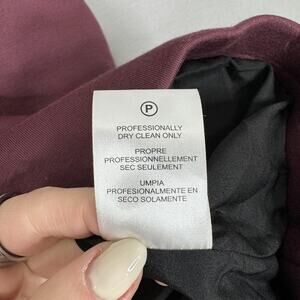 P
PROFESSIONALLY
DRY CLEAN ONLY
PROPRE
PROFESSIONNELLEMENT
SEC SEULEMENT
UMPIA
PROFESIONALMENTE EN
SECO SOLAMENTE